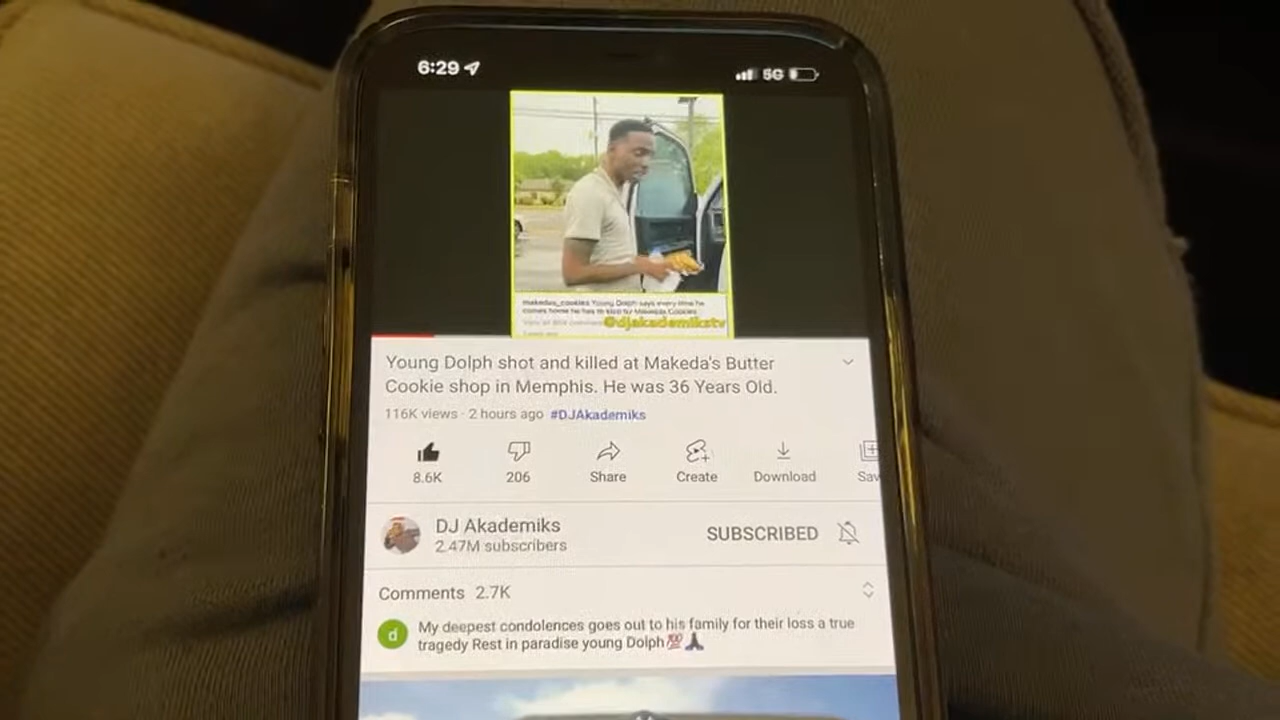 6:29
5G
makedas_cookies Young Dolph says every time he
comes home he has to stop by Makedas Cookies
@djakademikstv
Young Dolph shot and killed at Makeda's Butter
Cookie shop in Memphis. He was 36 Years Old.
116K views · 2 hours ago #DJAkademiks
8.6K 206 Share Create Download Sav
DJ Akademiks
2.47M subscribers
SUBSCRIBED
Comments 2.7K
d
My deepest condolences goes out to his family for their loss a true
tragedy Rest in paradise young Dolph💯🙏